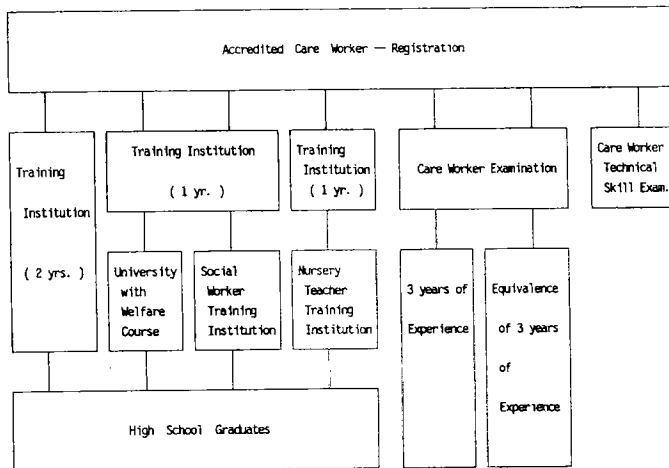 Accredited Care Worker — Registration
Training
Institution
( 2 yrs. )
Training Institution
( 1 yr. )
Training
Institution
( 1 yr. )
Care Worker Examination
Care Worker
Technical
Skill Exam.
University
with
Welfare
Course
Social
Worker
Training
Institution
Nursery
Teacher
Training
Institution
3 years of
Experience
Equivalence
of 3 years
of
Experience
High School Graduates